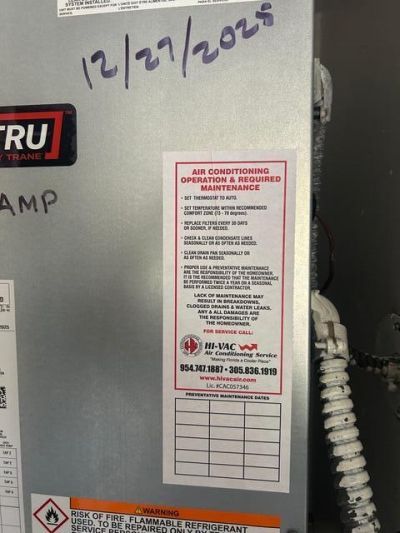 SYSTEM INSTALLED
12/27/2025
TRU
Y TRANE
AMP
AIR CONDITIONING
OPERATION & REQUIRED
MAINTENANCE
• SET THERMOSTAT TO AUTO.
• SET TEMPERATURE WITHIN RECOMMENDED
COMFORT ZONE (73 - 78 degrees).
• REPLACE FILTERS EVERY 30 DAYS
OR SOONER, IF NEEDED.
• CHECK & CLEAN CONDENSATE LINES
SEASONALLY OR AS OFTEN AS NEEDED.
• CLEAN DRAIN PAN SEASONALLY OR
AS OFTEN AS NEEDED.
• PROPER USE & PREVENTATIVE MAINTENANCE
ARE THE RESPONSIBILITY OF THE HOMEOWNER.
IT IS THE RECOMMENDED THAT THE MAINTENANCE
BE PERFORMED TWICE A YEAR OR A SEASONAL
BASIS BY A LICENSED CONTRACTOR.
LACK OF MAINTENANCE MAY
RESULT IN BREAKDOWNS,
CLOGGED DRAINS & WATER LEAKS,
ANY & ALL DAMAGES ARE
THE RESPONSIBILITY OF
THE HOMEOWNER.
FOR SERVICE CALL:
HI-VAC
Air Conditioning Service
"Making Florida a Cooler Place"
954.747.1887 • 305.836.1919
www.hivacair.com
Lic. #CAC057346
PREVENTATIVE MAINTENANCE DATES
WARNING
RISK OF FIRE. FLAMMABLE REFRIGERANT
USED. TO BE REPAIRED ONLY BY